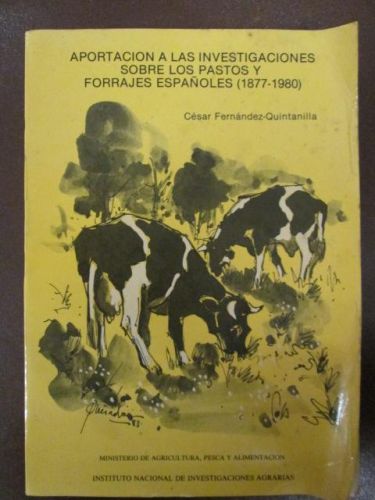 APORTACION A LAS INVESTIGACIONES
SOBRE LOS PASTOS Y
FORRAJES ESPAÑOLES (1877-1980)
César Fernández-Quintanilla
MINISTERIO DE AGRICULTURA, PESCA Y ALIMENTACION
INSTITUTO NACIONAL DE INVESTIGACIONES AGRARIAS